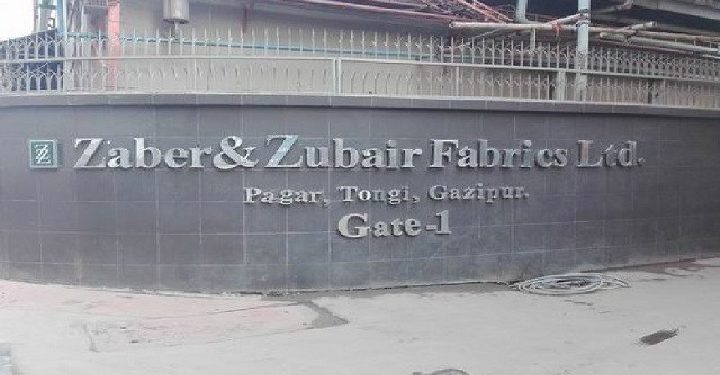 Zaber & Zubair Fabrics Ltd.
Pagar, Tongi, Gazipur.
Gate-1